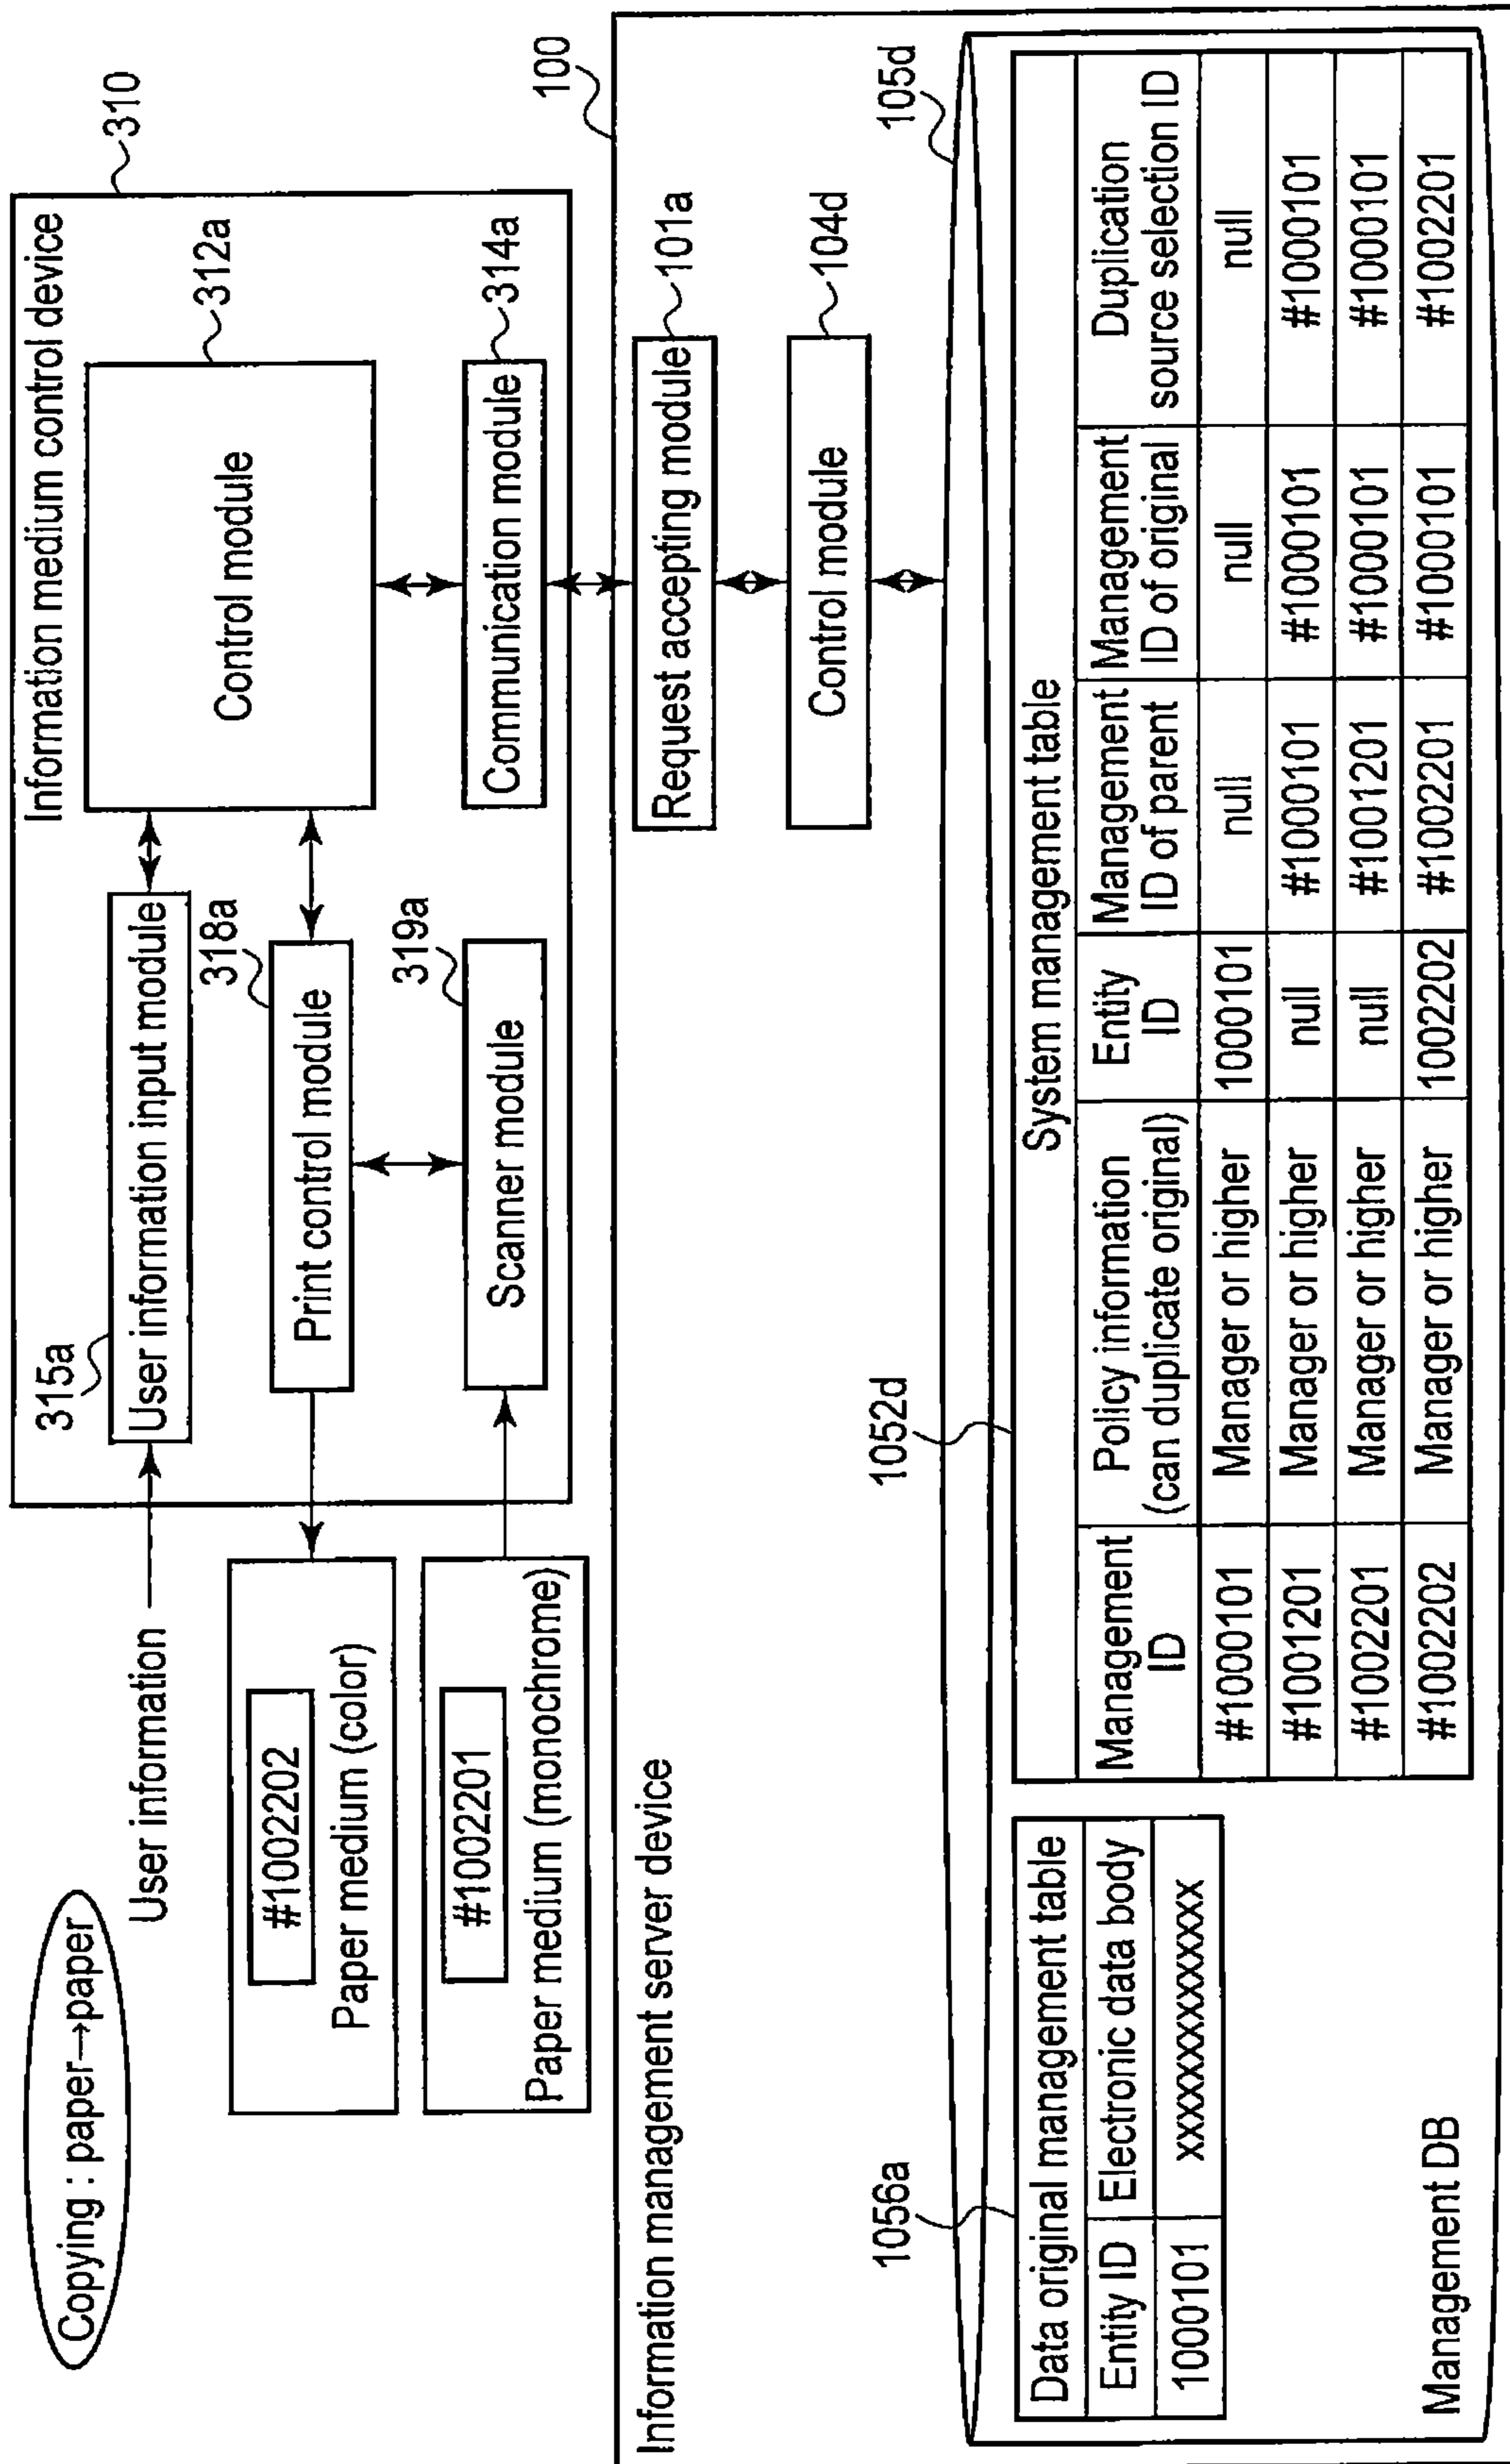 Copying : paper→paper
User information
Information medium control device
310
315a
User information input module
Control module
312a
318a
Print control module
319a
Scanner module
Communication module
314a
#1002202
Paper medium (color)
#1002201
Paper medium (monochrome)
Information management server device
100
Request accepting module
101a
Control module
104d
105d
1056a
Data original management table
Entity ID Electronic data body
1000101 xxxxxxxxxxxxx
Management DB
1052d
System management table
Management ID Policy information (can duplicate original) Entity ID Management ID of parent Management ID of original Duplication source selection ID
#1000101 Manager or higher 1000101 null null null
#1001201 Manager or higher null #1000101 #1000101 #1000101
#1002201 Manager or higher null #1001201 #1000101 #1000101
#1002202 Manager or higher 1002202 #1002201 #1000101 #1002201